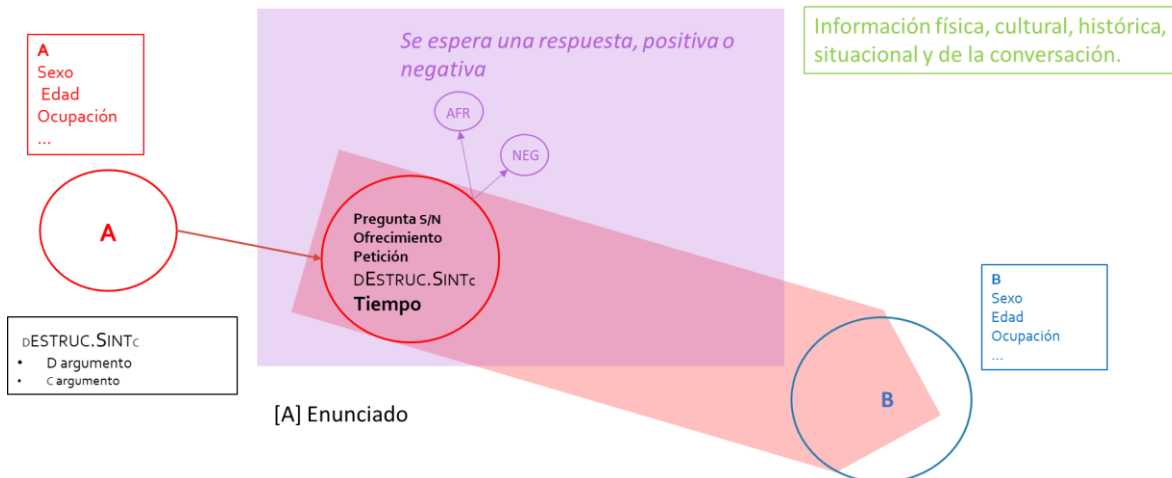 Se espera una respuesta, positiva o
negativa
Información física, cultural, histórica,
situacional y de la conversación.
A
Sexo
Edad
Ocupación
...
AFR
NEG
A
Pregunta S/N
Ofrecimiento
Petición
DESTRUC.SINTC
Tiempo
B
Sexo
Edad
Ocupación
...
DESTRUC.SINTC
• D argumento
• C argumento
B
[A] Enunciado